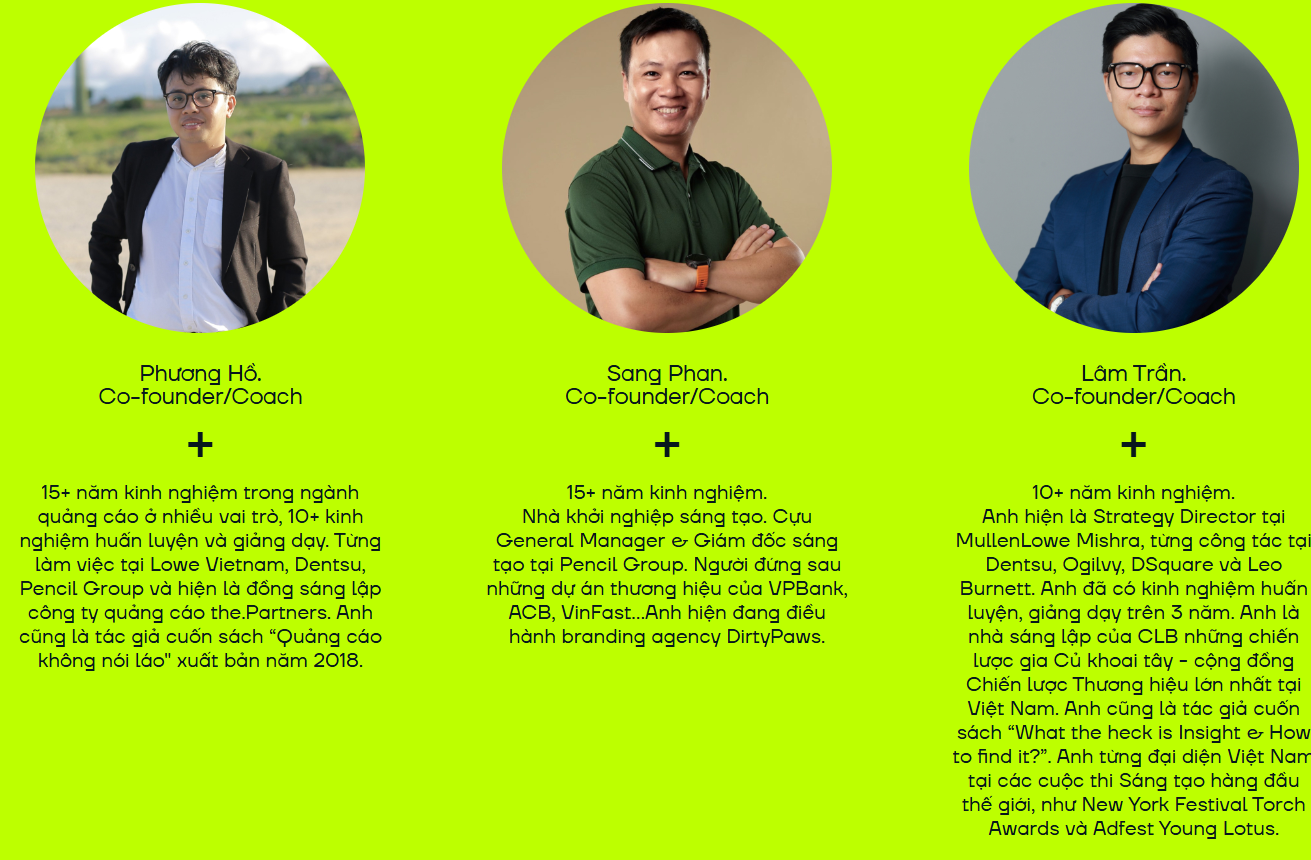 Phương Hồ.
Co-founder/Coach
+
15+ năm kinh nghiệm trong ngành
quảng cáo ở nhiều vai trò, 10+ kinh
nghiệm huấn luyện và giảng dạy. Từng
làm việc tại Lowe Vietnam, Dentsu,
Pencil Group và hiện là đồng sáng lập
công ty quảng cáo the.Partners. Anh
cũng là tác giả cuốn sách “Quảng cáo
không nói láo" xuất bản năm 2018.
Sang Phan.
Co-founder/Coach
+
15+ năm kinh nghiệm.
Nhà khởi nghiệp sáng tạo. Cựu
General Manager & Giám đốc sáng
tạo tại Pencil Group. Người đứng sau
những dự án thương hiệu của VPBank,
ACB, VinFast...Anh hiện đang điều
hành branding agency DirtyPaws.
Lâm Trần.
Co-founder/Coach
+
10+ năm kinh nghiệm.
Anh hiện là Strategy Director tại
MullenLowe Mishra, từng công tác tại
Dentsu, Ogilvy, DSquare và Leo
Burnett. Anh đã có kinh nghiệm huấn
luyện, giảng dạy trên 3 năm. Anh là
nhà sáng lập của CLB những chiến
lược gia Củ khoai tây - cộng đồng
Chiến lược Thương hiệu lớn nhất tại
Việt Nam. Anh cũng là tác giả cuốn
sách “What the heck is Insight & How
to find it?”. Anh từng đại diện Việt Nam
tại các cuộc thi Sáng tạo hàng đầu
thế giới, như New York Festival Torch
Awards và Adfest Young Lotus.